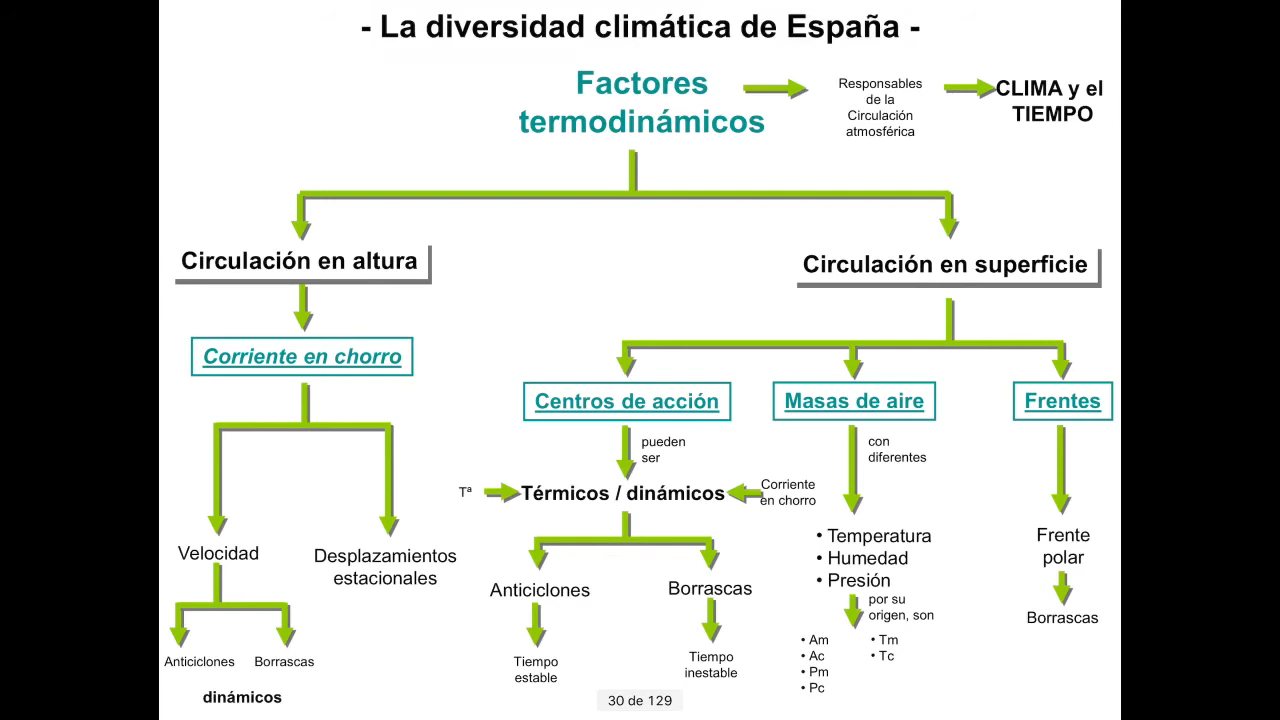 - La diversidad climática de España -
Factores
termodinámicos
Responsables
de la
Circulación
atmosférica
CLIMA y el
TIEMPO
Circulación en altura
Circulación en superficie
Corriente en chorro
Centros de acción
Masas de aire
Frentes
pueden
ser
con
diferentes
Tª
Térmicos / dinámicos
Corriente
en chorro
Velocidad
Desplazamientos
estacionales
Anticiclones
Borrascas
• Temperatura
• Humedad
• Presión
Frente
polar
por su
origen, son
Borrascas
Anticiclones
Borrascas
dinámicos
Tiempo
estable
Tiempo
inestable
• Am
• Ac
• Pm
• Pc
• Tm
• Tc
30 de 129